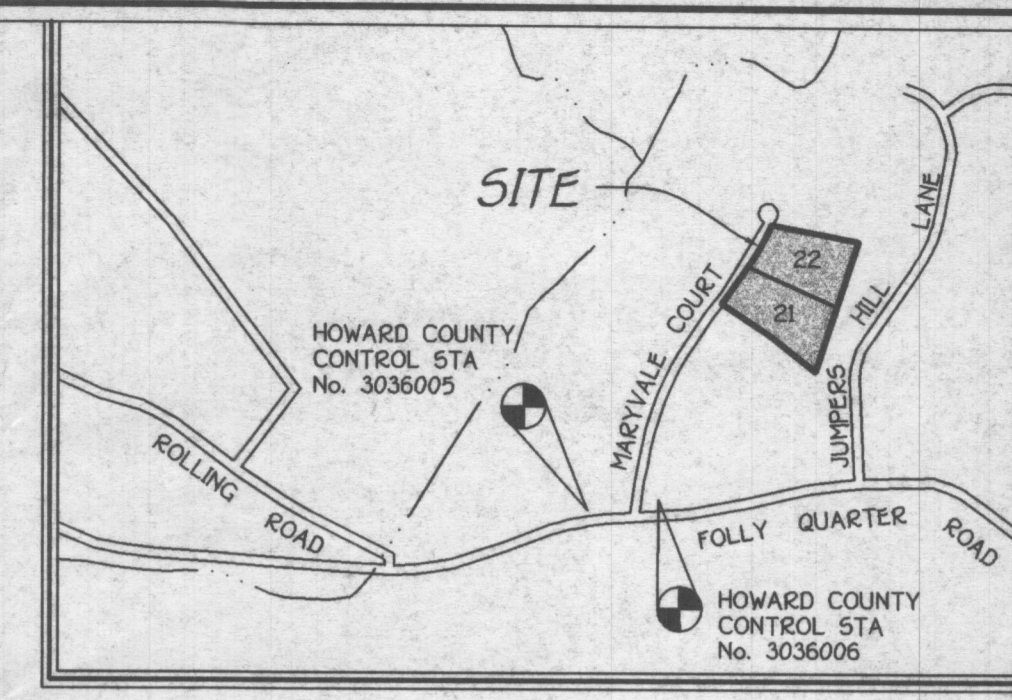 SITE
LANE
22
21
HILL
JUMPERS
MARYVALE COURT
HOWARD COUNTY
CONTROL STA
No. 3036005
ROLLING ROAD
FOLLY QUARTER ROAD
HOWARD COUNTY
CONTROL STA
No. 3036006